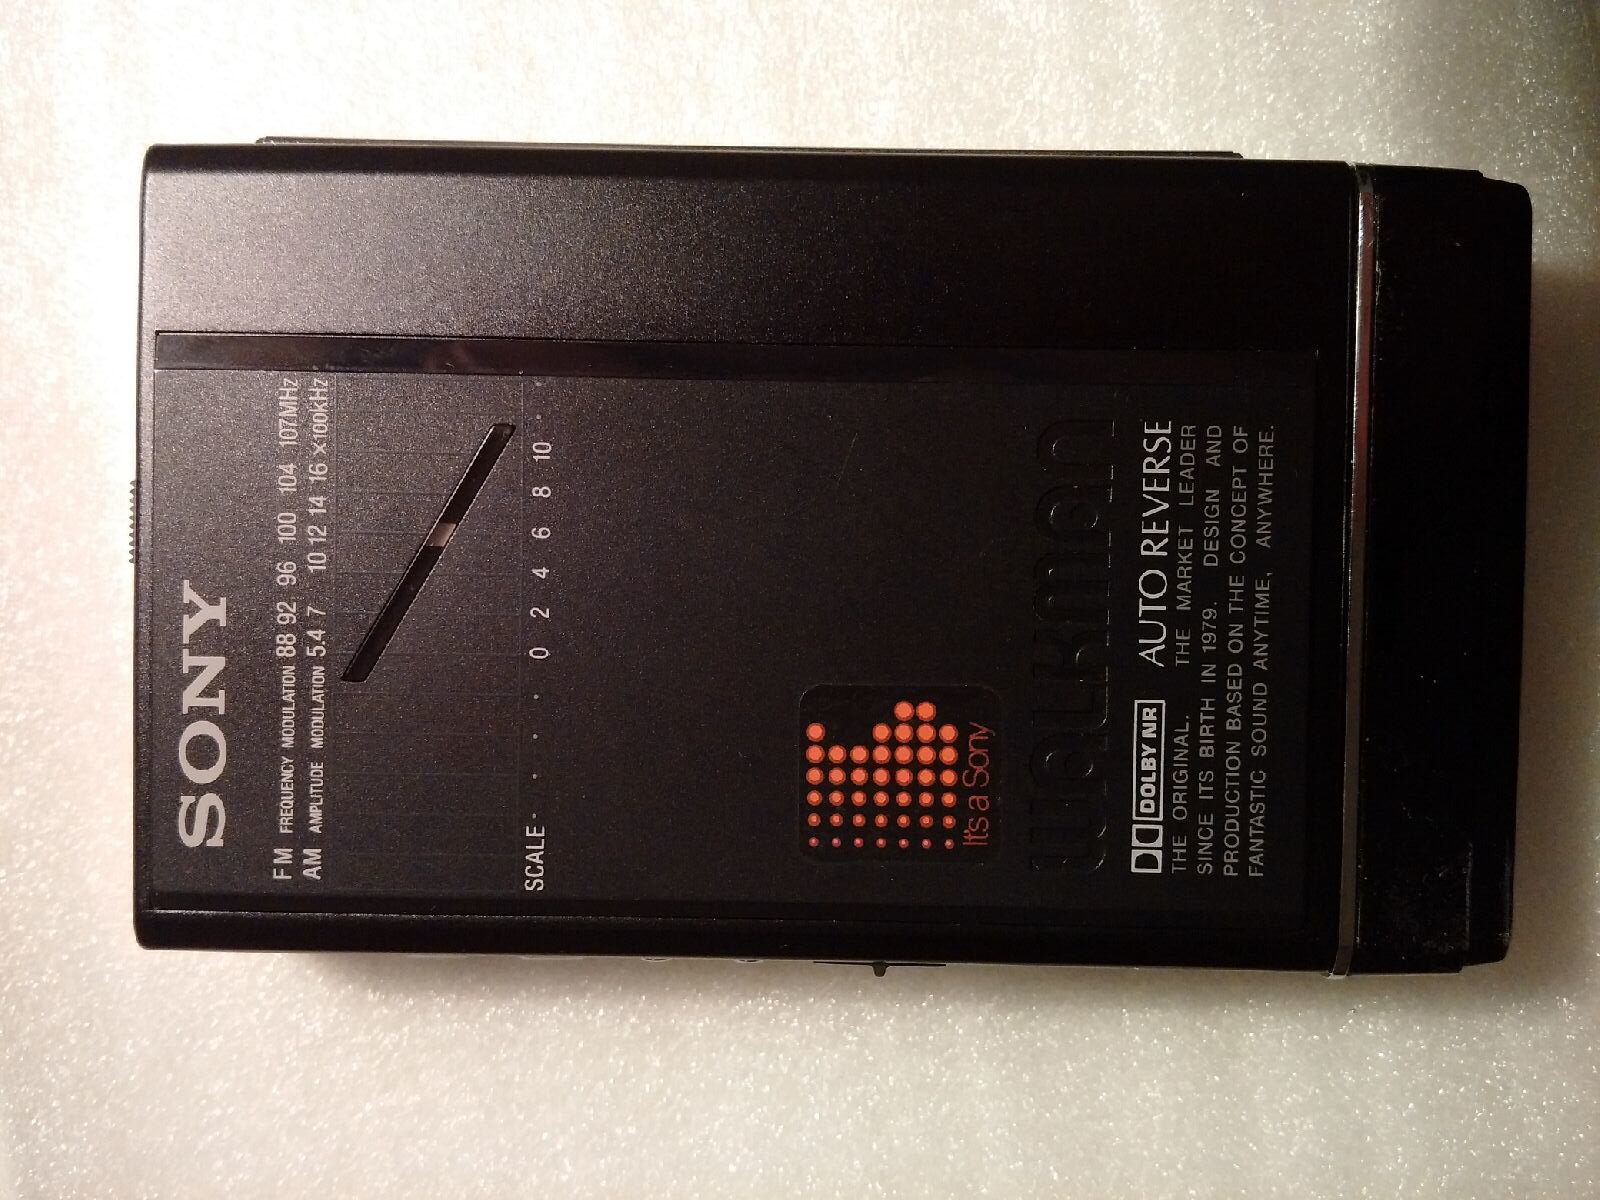 SONY
FM FREQUENCY MODULATION 88 92 96 100 104 107MHz
AM AMPLITUDE MODULATION 5.4 7 10 12 14 16 ×100kHz
SCALE · · · · 0 2 4 6 8 10 · ·
It's a Sony
WALKMAN
DOLBY NR AUTO REVERSE
THE ORIGINAL. THE MARKET LEADER
SINCE ITS BIRTH IN 1979. DESIGN AND
PRODUCTION BASED ON THE CONCEPT OF
FANTASTIC SOUND ANYTIME, ANYWHERE.